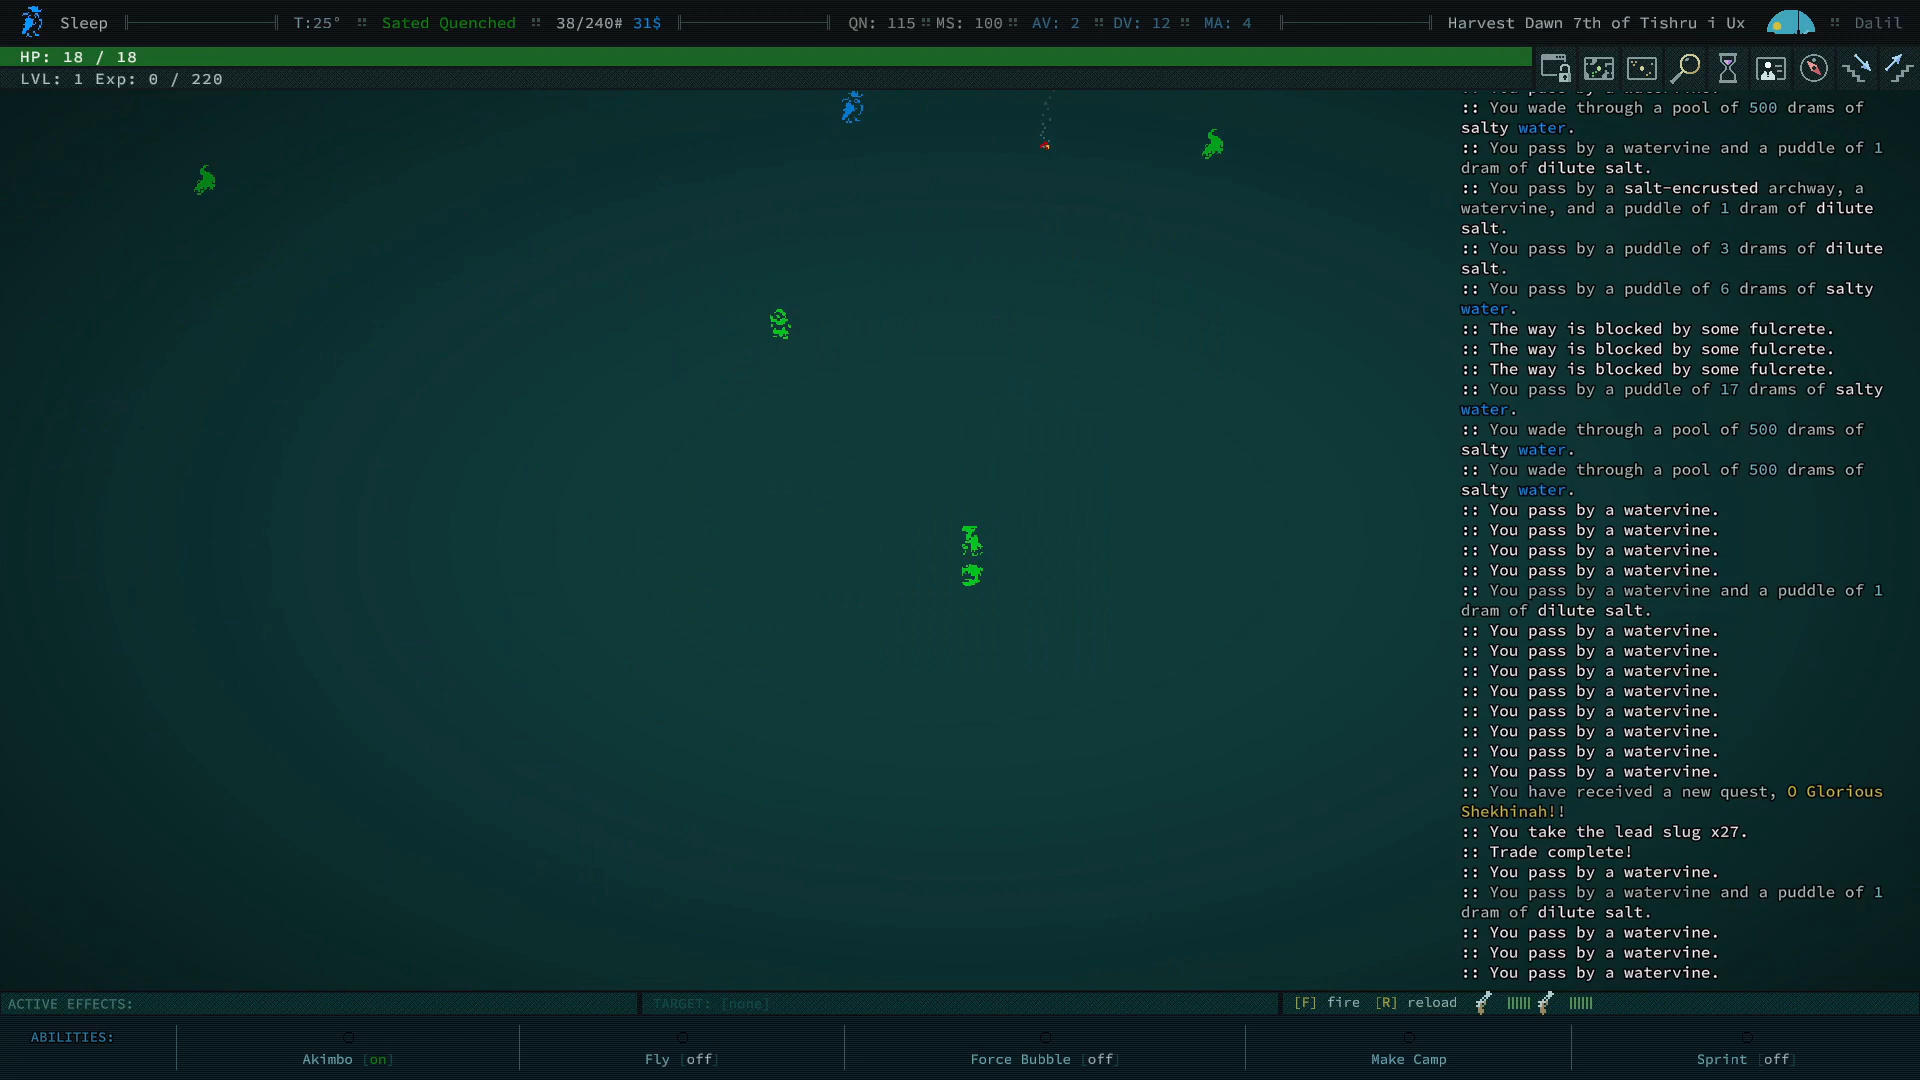 Sleep T:25° :: Sated Quenched :: 38/240# 31$ QN: 115 :: MS: 100 :: AV: 2 :: DV: 12 :: MA: 4 Harvest Dawn 7th of Tishru i Ux :: Dalil
HP: 18 / 18
LVL: 1 Exp: 0 / 220
:: You pass by a watervine.
:: You wade through a pool of 500 drams of
salty water.
:: You pass by a watervine and a puddle of 1
dram of dilute salt.
:: You pass by a salt-encrusted archway, a
watervine, and a puddle of 1 dram of dilute
salt.
:: You pass by a puddle of 3 drams of dilute
salt.
:: You pass by a puddle of 6 drams of salty
water.
:: The way is blocked by some fulcrete.
:: The way is blocked by some fulcrete.
:: The way is blocked by some fulcrete.
:: You pass by a puddle of 17 drams of salty
water.
:: You wade through a pool of 500 drams of
salty water.
:: You wade through a pool of 500 drams of
salty water.
:: You pass by a watervine.
:: You pass by a watervine.
:: You pass by a watervine.
:: You pass by a watervine.
:: You pass by a watervine and a puddle of 1
dram of dilute salt.
:: You pass by a watervine.
:: You pass by a watervine.
:: You pass by a watervine.
:: You pass by a watervine.
:: You pass by a watervine.
:: You pass by a watervine.
:: You pass by a watervine.
:: You pass by a watervine.
:: You have received a new quest, O Glorious
Shekhinah!!
:: You take the lead slug x27.
:: Trade complete!
:: You pass by a watervine.
:: You pass by a watervine and a puddle of 1
dram of dilute salt.
:: You pass by a watervine.
:: You pass by a watervine.
:: You pass by a watervine.
ACTIVE EFFECTS: TARGET: [none] [F] fire [R] reload
ABILITIES: Akimbo [on] Fly [off] Force Bubble [off] Make Camp Sprint [off]